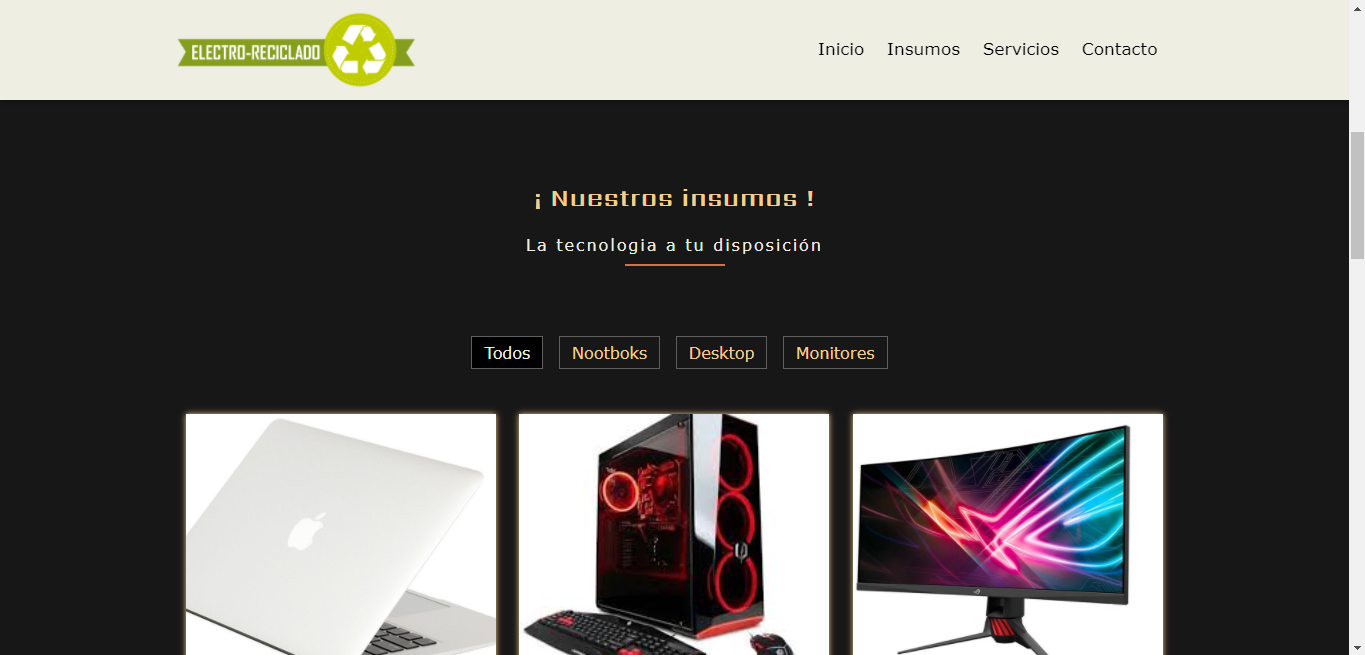 ELECTRO-RECICLADO
Inicio Insumos Servicios Contacto
¡ Nuestros insumos !
La tecnologia a tu disposición
Todos Nootboks Desktop Monitores